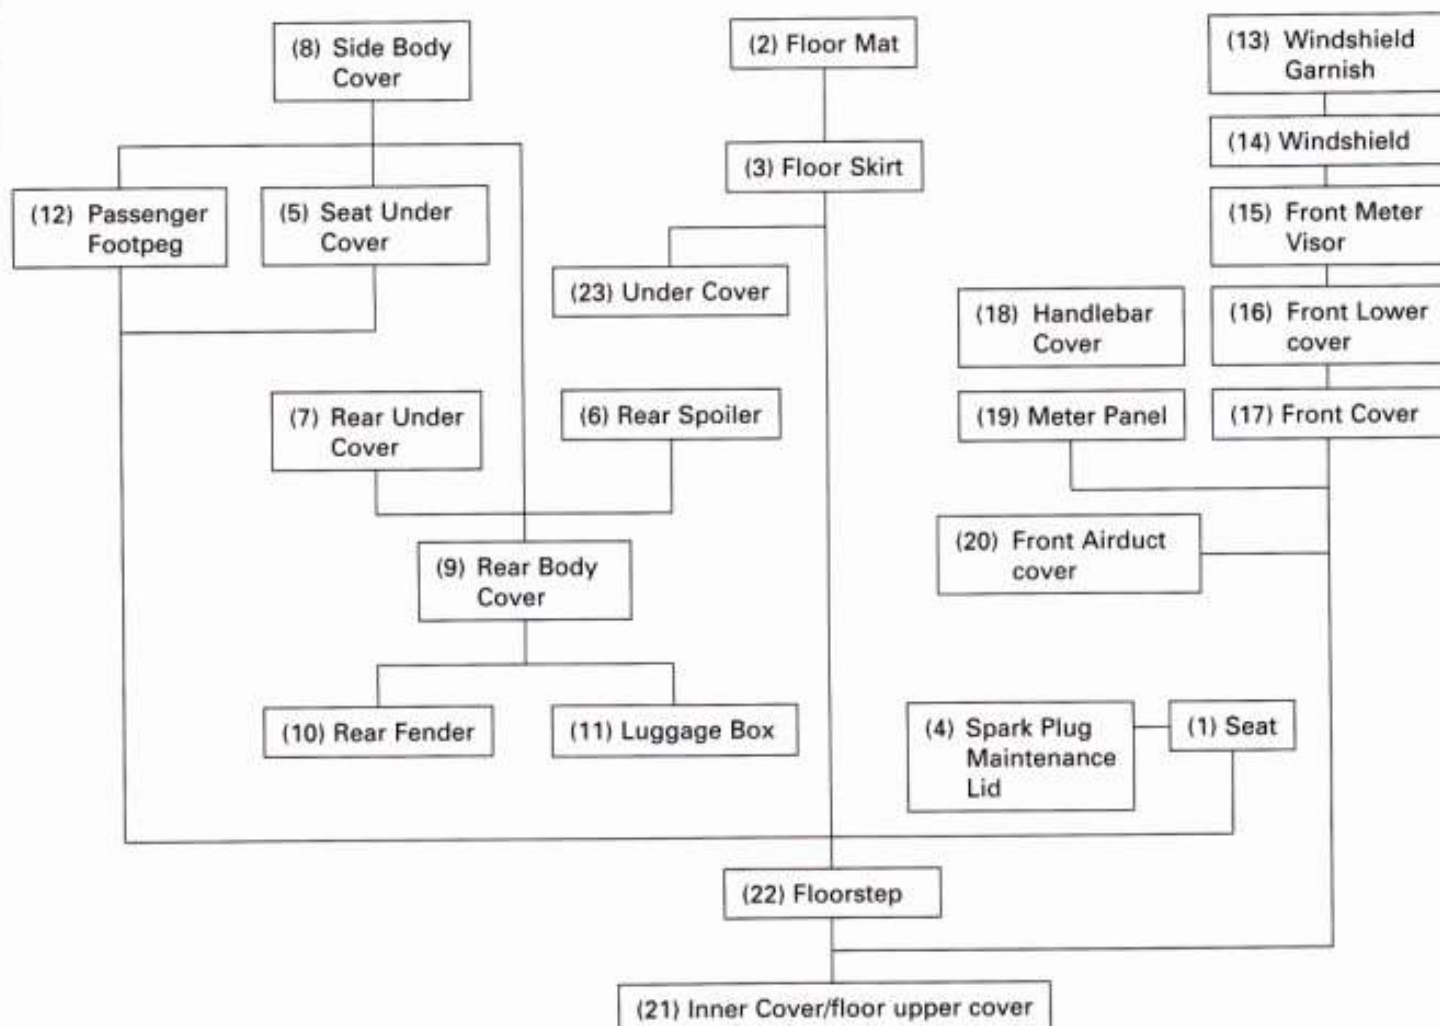 (8) Side Body
Cover
(2) Floor Mat
(13) Windshield
Garnish
(14) Windshield
(3) Floor Skirt
(12) Passenger
Footpeg
(5) Seat Under
Cover
(15) Front Meter
Visor
(23) Under Cover
(18) Handlebar
Cover
(16) Front Lower
cover
(7) Rear Under
Cover
(6) Rear Spoiler
(19) Meter Panel
(17) Front Cover
(20) Front Airduct
cover
(9) Rear Body
Cover
(10) Rear Fender
(11) Luggage Box
(4) Spark Plug
Maintenance
Lid
(1) Seat
(22) Floorstep
(21) Inner Cover/floor upper cover